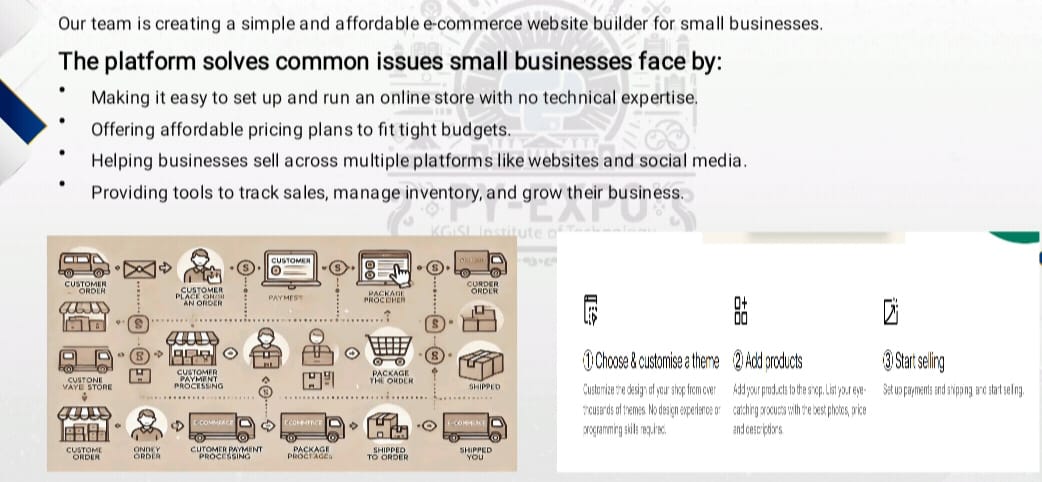 Our team is creating a simple and affordable e-commerce website builder for small businesses.
The platform solves common issues small businesses face by:
• Making it easy to set up and run an online store with no technical expertise.
• Offering affordable pricing plans to fit tight budgets.
• Helping businesses sell across multiple platforms like websites and social media.
• Providing tools to track sales, manage inventory, and grow their business.
PY-EXPO
KGiSL Institute of Technology
CUSTOMER
ORDER
CUSTOMER
PLACE
AN ORDER
CUSTOMER
PAYMEST
PACKAGE
PROCEMER
CURDER
ORDER
CUSTONE
VAYE STORE
CUSTOMER
PAYMENT
PROCESSING
PACKAGE
THE ORDER
SHIPPED
E-COMMERCE
CUSTOME
ORDER
ONDEY
ORDER
CUTOMER PAYMENT
PROCESSING
PACKAGE
PROCTAGES
SHIPPED
TO ORDER
SHIPPED
YOU
① Choose & customise a theme
Customize the design of your shop from over
thousands of themes. No design experience or
programming skills required.
② Add products
Add your products to the shop. List your eye-
catching products with the best photos, price
and descriptions.
③ Start selling
Set up payments and shipping, and start selling.